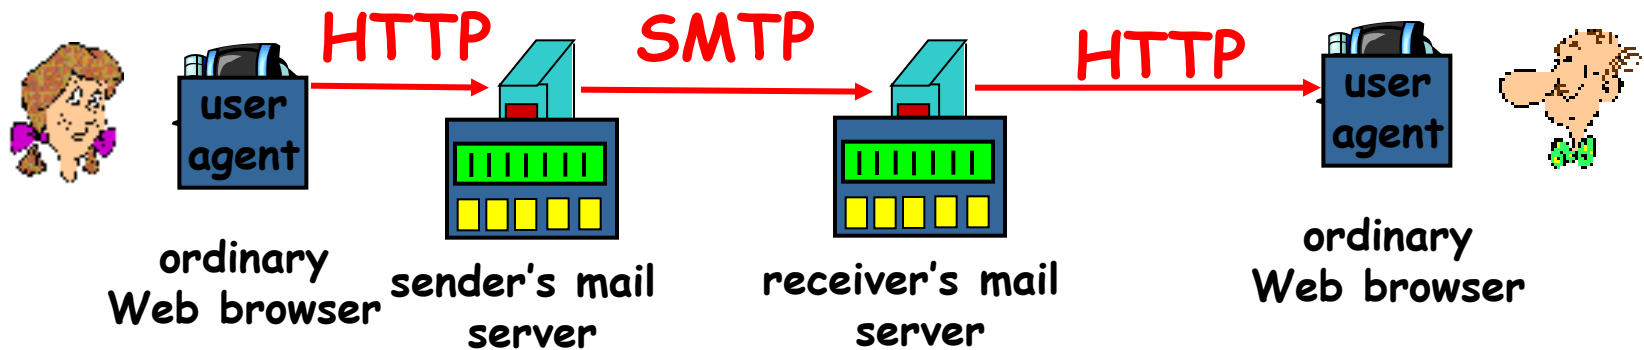 HTTP
SMTP
HTTP
user
agent
user
agent
ordinary
Web browser
sender's mail
server
receiver's mail
server
ordinary
Web browser